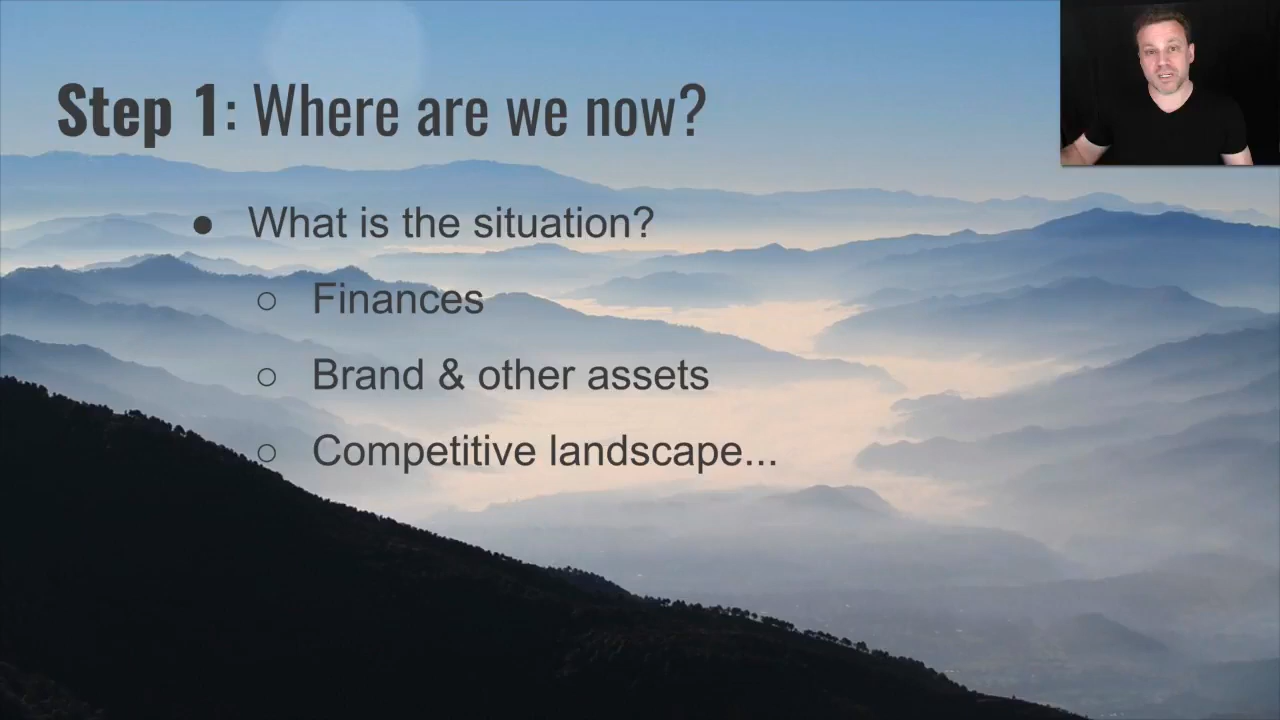 Step 1: Where are we now?
● What is the situation?
○ Finances
○ Brand & other assets
○ Competitive landscape...